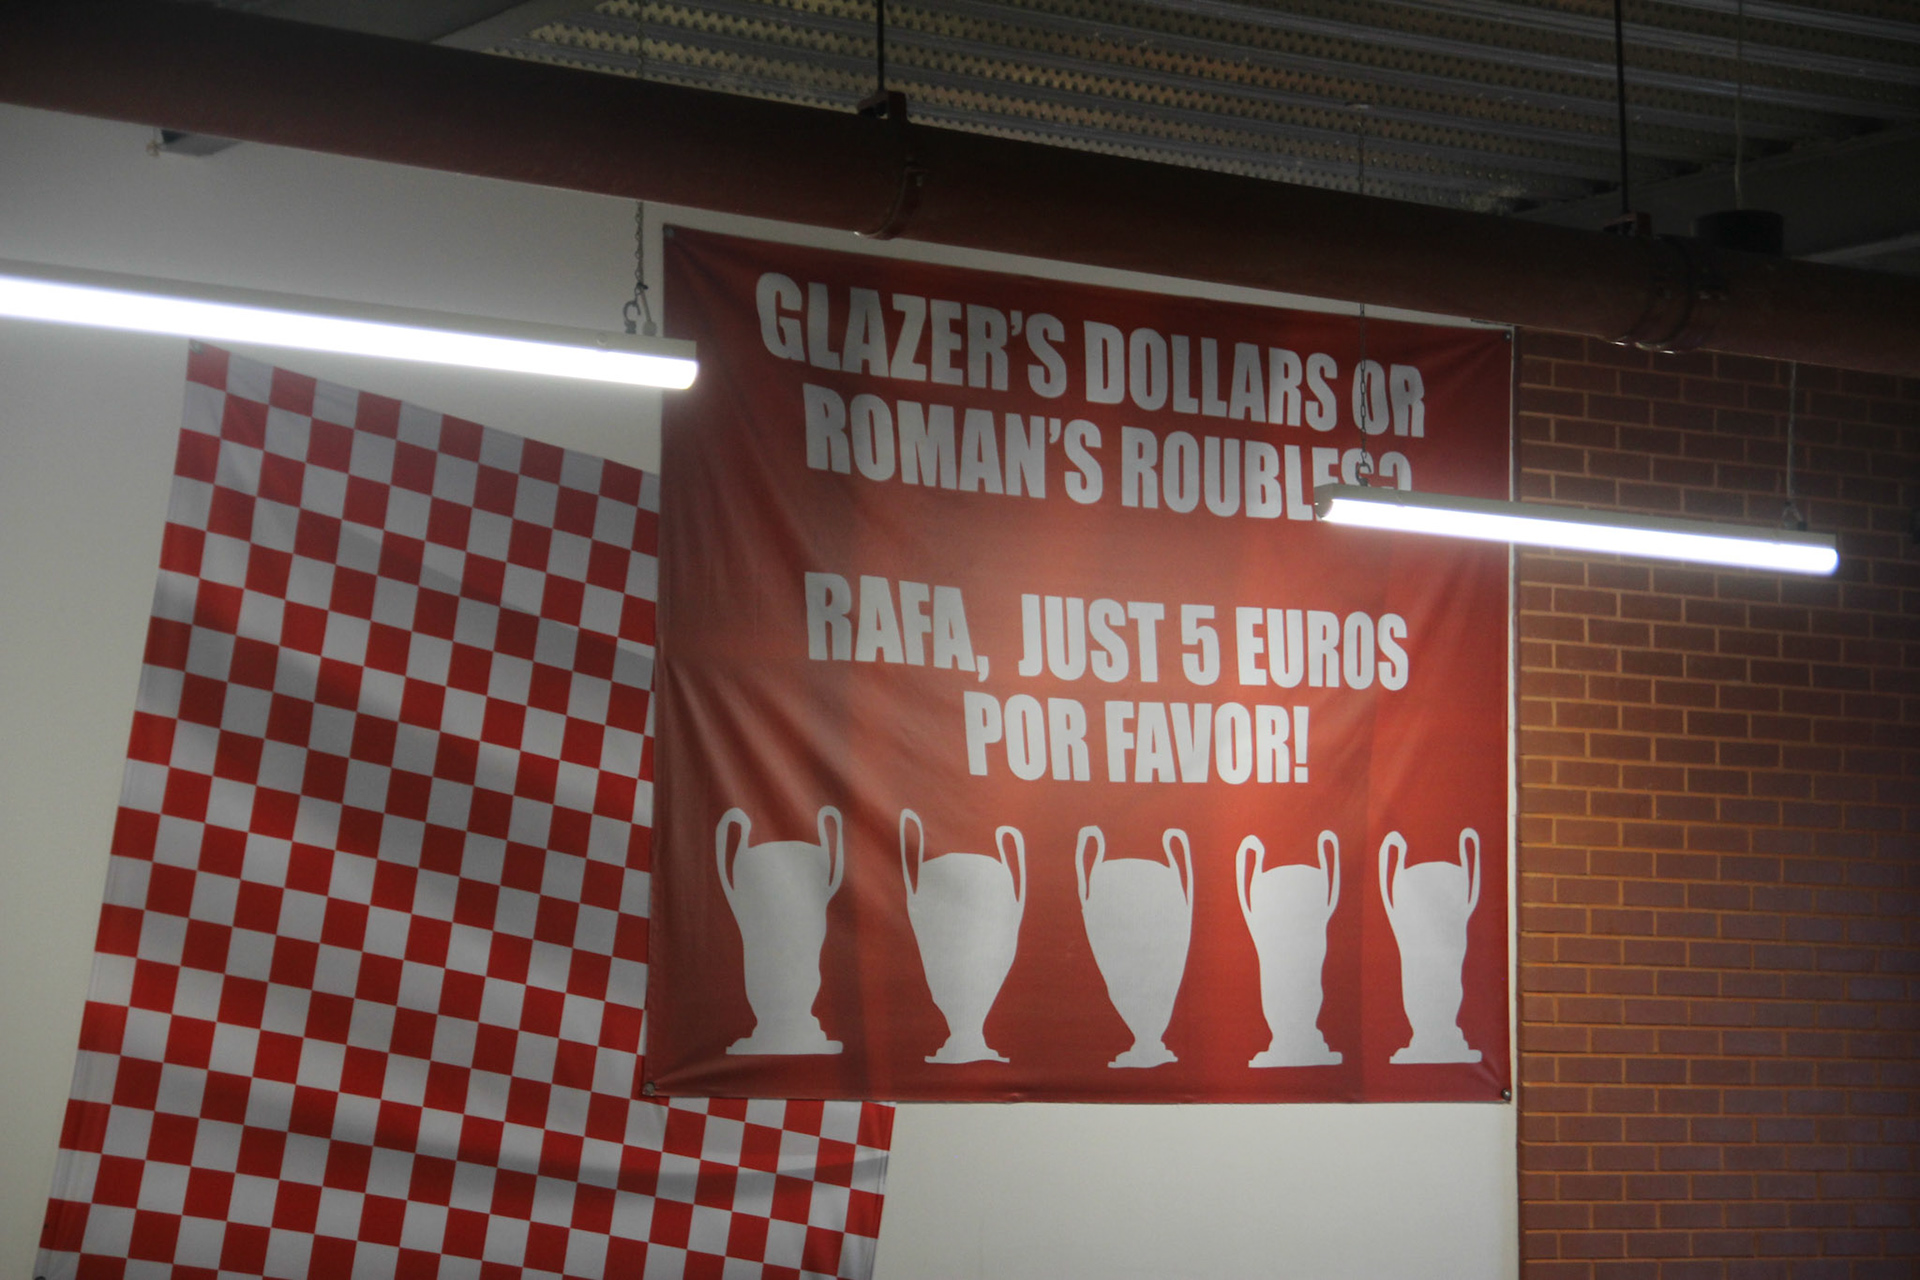 GLAZER'S DOLLARS OR
ROMAN'S ROUBLES?
RAFA, JUST 5 EUROS
POR FAVOR!